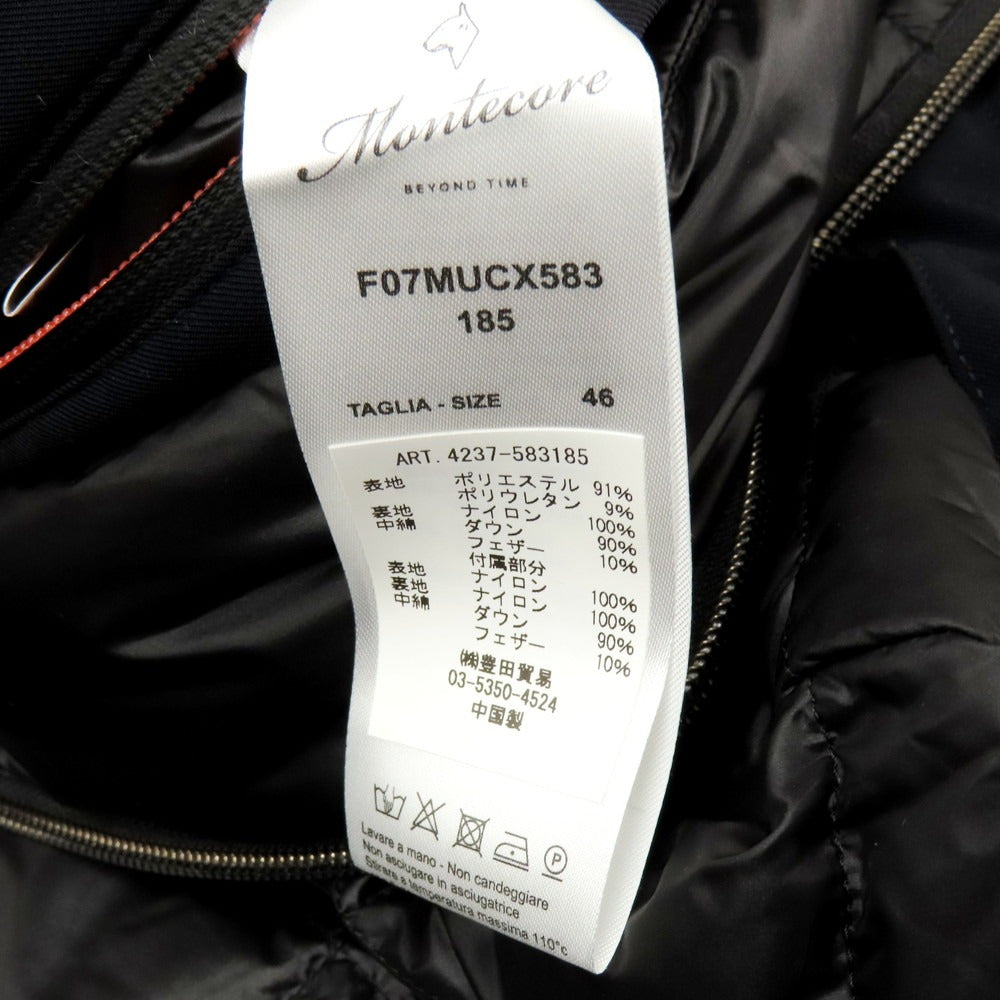 Montecore
BEYOND TIME
F07MUCX583
185
TAGLIA - SIZE 46
ART. 4237-583185
表地 ポリエステル 91%
ポリウレタン 9%
裏地 ナイロン 100%
中綿 ダウン 90%
フェザー 10%
付属部分
表地 ナイロン 100%
裏地 ナイロン 100%
中綿 ダウン 90%
フェザー 10%
㈱豊田貿易
03-5350-4524
中国製
P
Lavare a mano - Non candeggiare
Non asciugare in asciugatrice
Stirare a temperatura massima 110°c